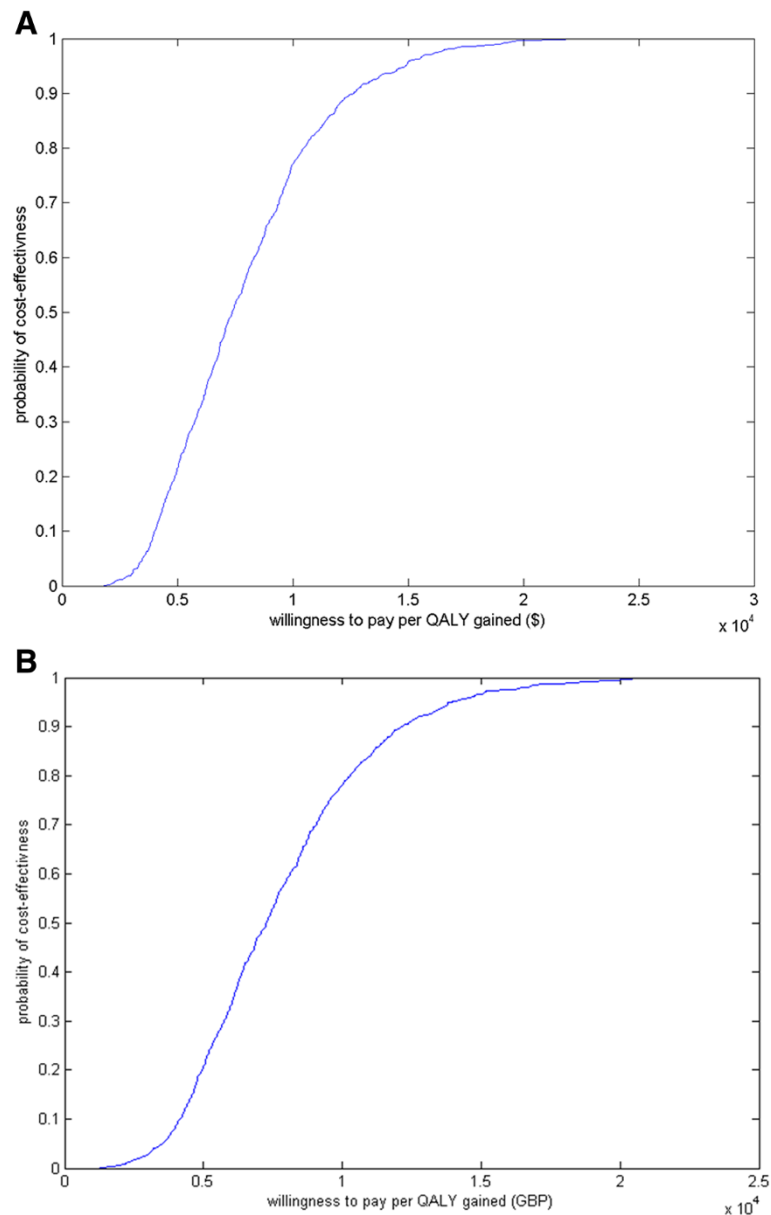 A
1
0.9
0.8
0.7
0.6
0.5
0.4
0.3
0.2
0.1
0
probability of cost-effectivness
0 0.5 1 1.5 2 2.5 3
willingness to pay per QALY gained ($)
x 10^4
B
1
0.9
0.8
0.7
0.6
0.5
0.4
0.3
0.2
0.1
0
probability of cost-effectivness
0 0.5 1 1.5 2 2.5
willingness to pay per QALY gained (GBP)
x 10^4